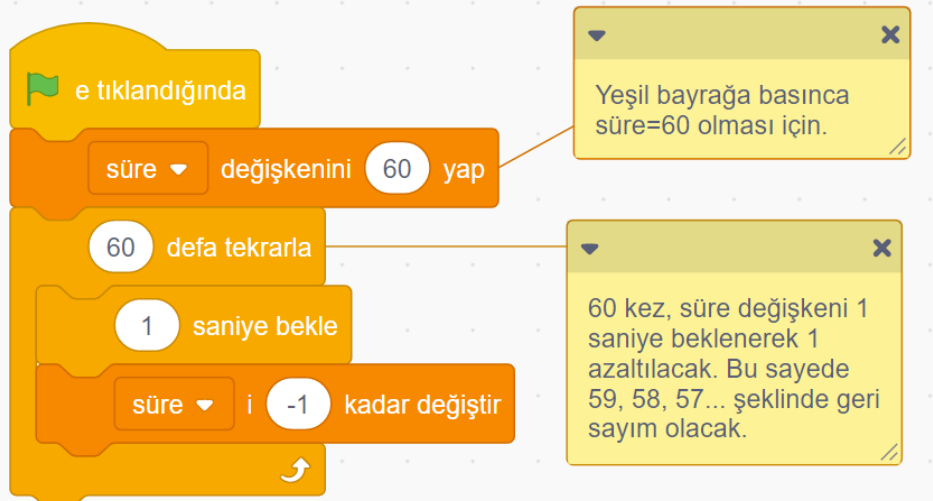 e tıklandığında
süre değişkenini 60 yap
60 defa tekrarla
1 saniye bekle
süre i -1 kadar değiştir
Yeşil bayrağa basınca
süre=60 olması için.
60 kez, süre değişkeni 1
saniye beklenerek 1
azaltılacak. Bu sayede
59, 58, 57... şeklinde geri
sayım olacak.